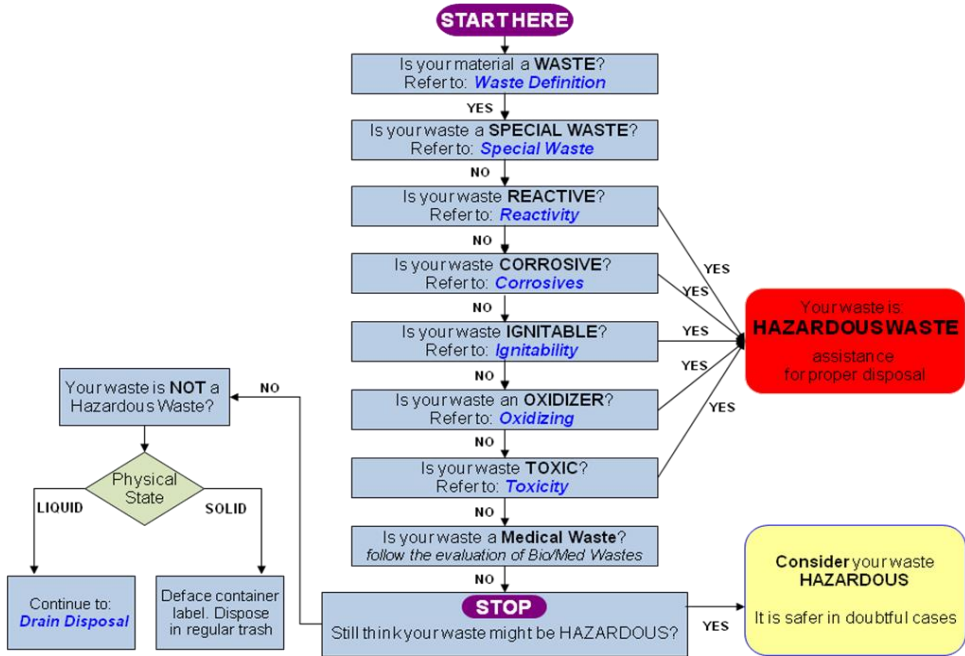 START HERE
Is your material a WASTE?
Refer to: Waste Definition
YES
Is your waste a SPECIAL WASTE?
Refer to: Special Waste
NO
Is your waste REACTIVE?
Refer to: Reactivity
NO
YES
Is your waste CORROSIVE?
Refer to: Corrosives
YES
NO
Is your waste IGNITABLE?
Refer to: Ignitability
YES
NO
Is your waste an OXIDIZER?
Refer to: Oxidizing
YES
NO
Is your waste TOXIC?
Refer to: Toxicity
YES
NO
Your waste is:
HAZARDOUS WASTE
assistance
for proper disposal
Is your waste a Medical Waste?
follow the evaluation of Bio/Med Wastes
NO
STOP
Still think your waste might be HAZARDOUS?
YES
Consider your waste
HAZARDOUS
It is safer in doubtful cases
NO
Your waste is NOT a
Hazardous Waste?
Physical
State
LIQUID
SOLID
Continue to:
Drain Disposal
Deface container
label. Dispose
in regular trash